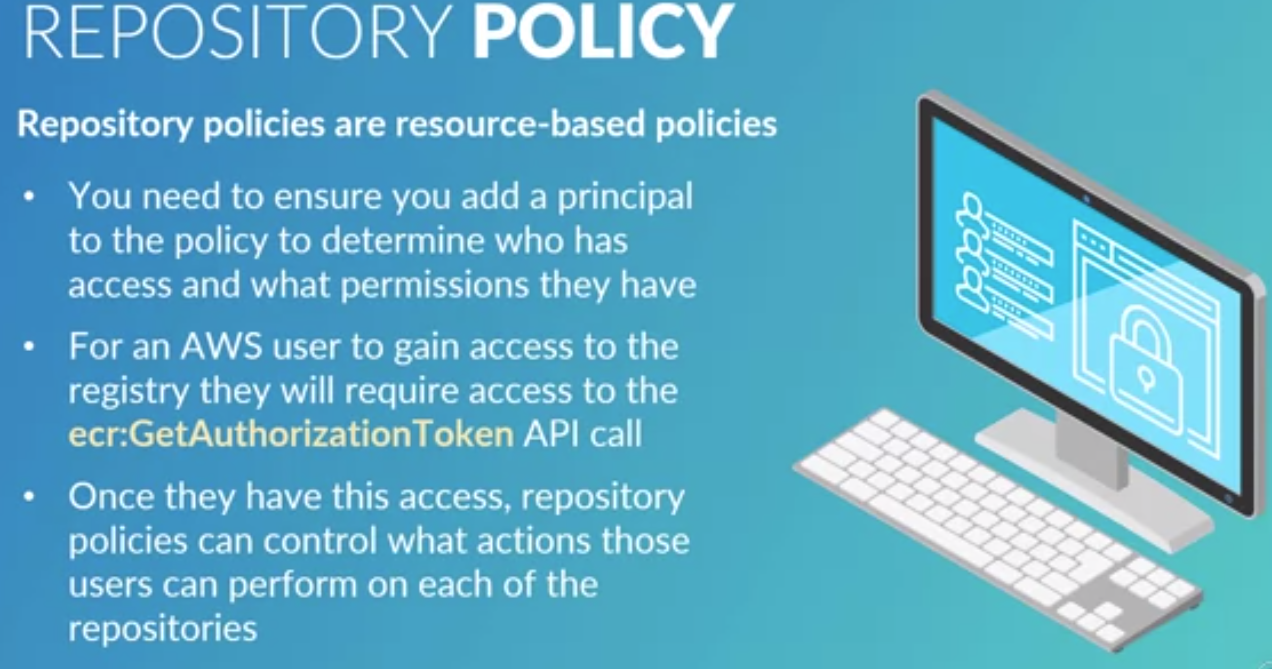 REPOSITORY POLICY
Repository policies are resource-based policies
• You need to ensure you add a principal
to the policy to determine who has
access and what permissions they have
• For an AWS user to gain access to the
registry they will require access to the
ecr:GetAuthorizationToken API call
• Once they have this access, repository
policies can control what actions those
users can perform on each of the
repositories